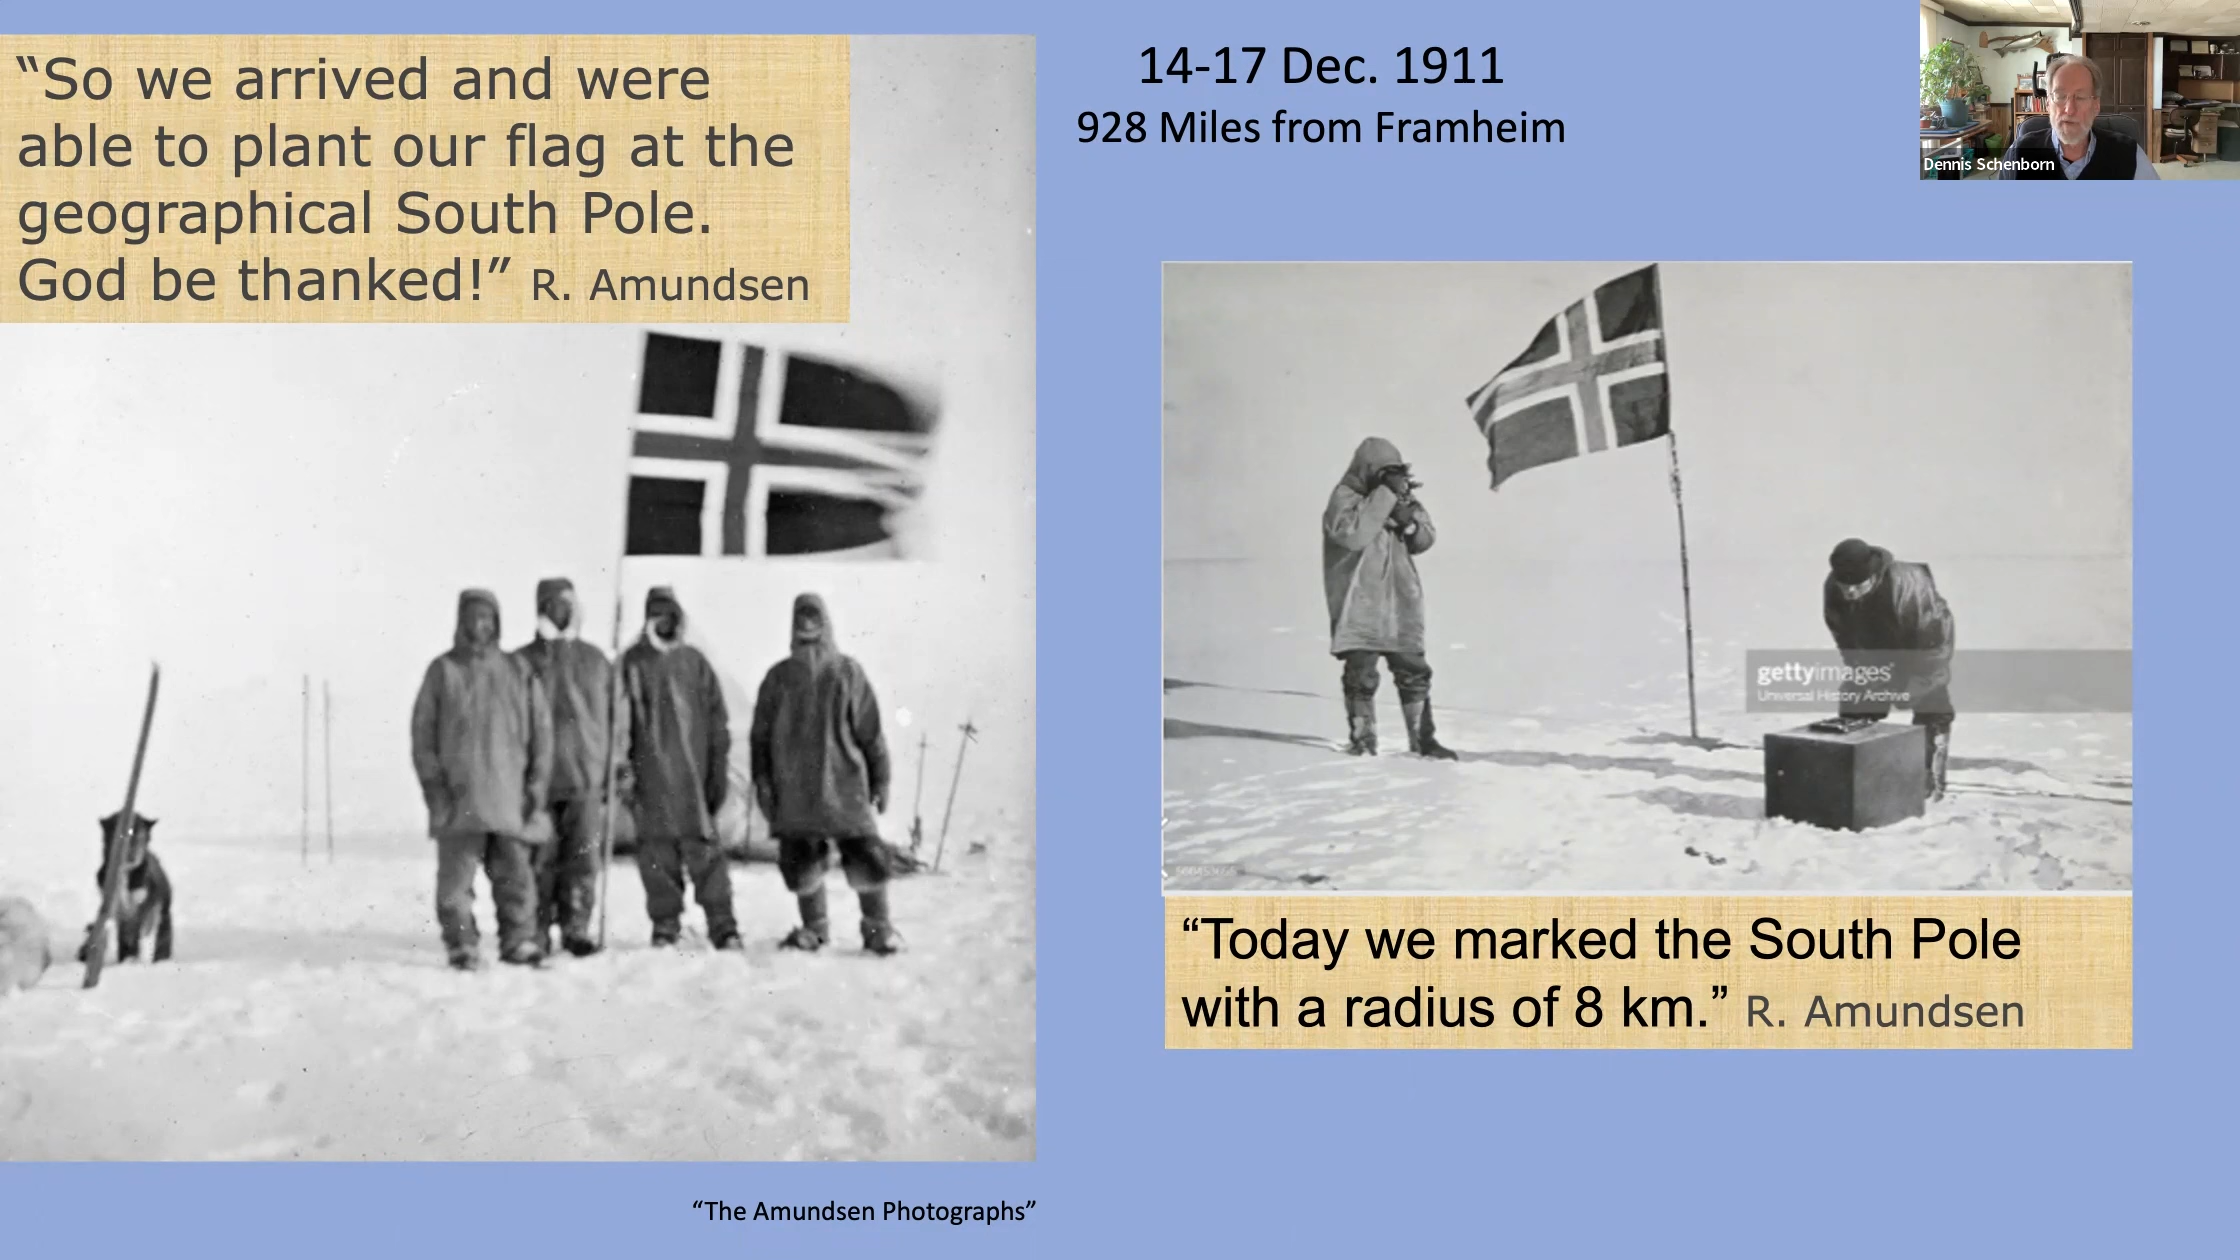 “So we arrived and were
able to plant our flag at the
geographical South Pole.
God be thanked!” R. Amundsen
14-17 Dec. 1911
928 Miles from Framheim
Dennis Schenborn
gettyimages®
Universal History Archive
“Today we marked the South Pole
with a radius of 8 km.” R. Amundsen
“The Amundsen Photographs”